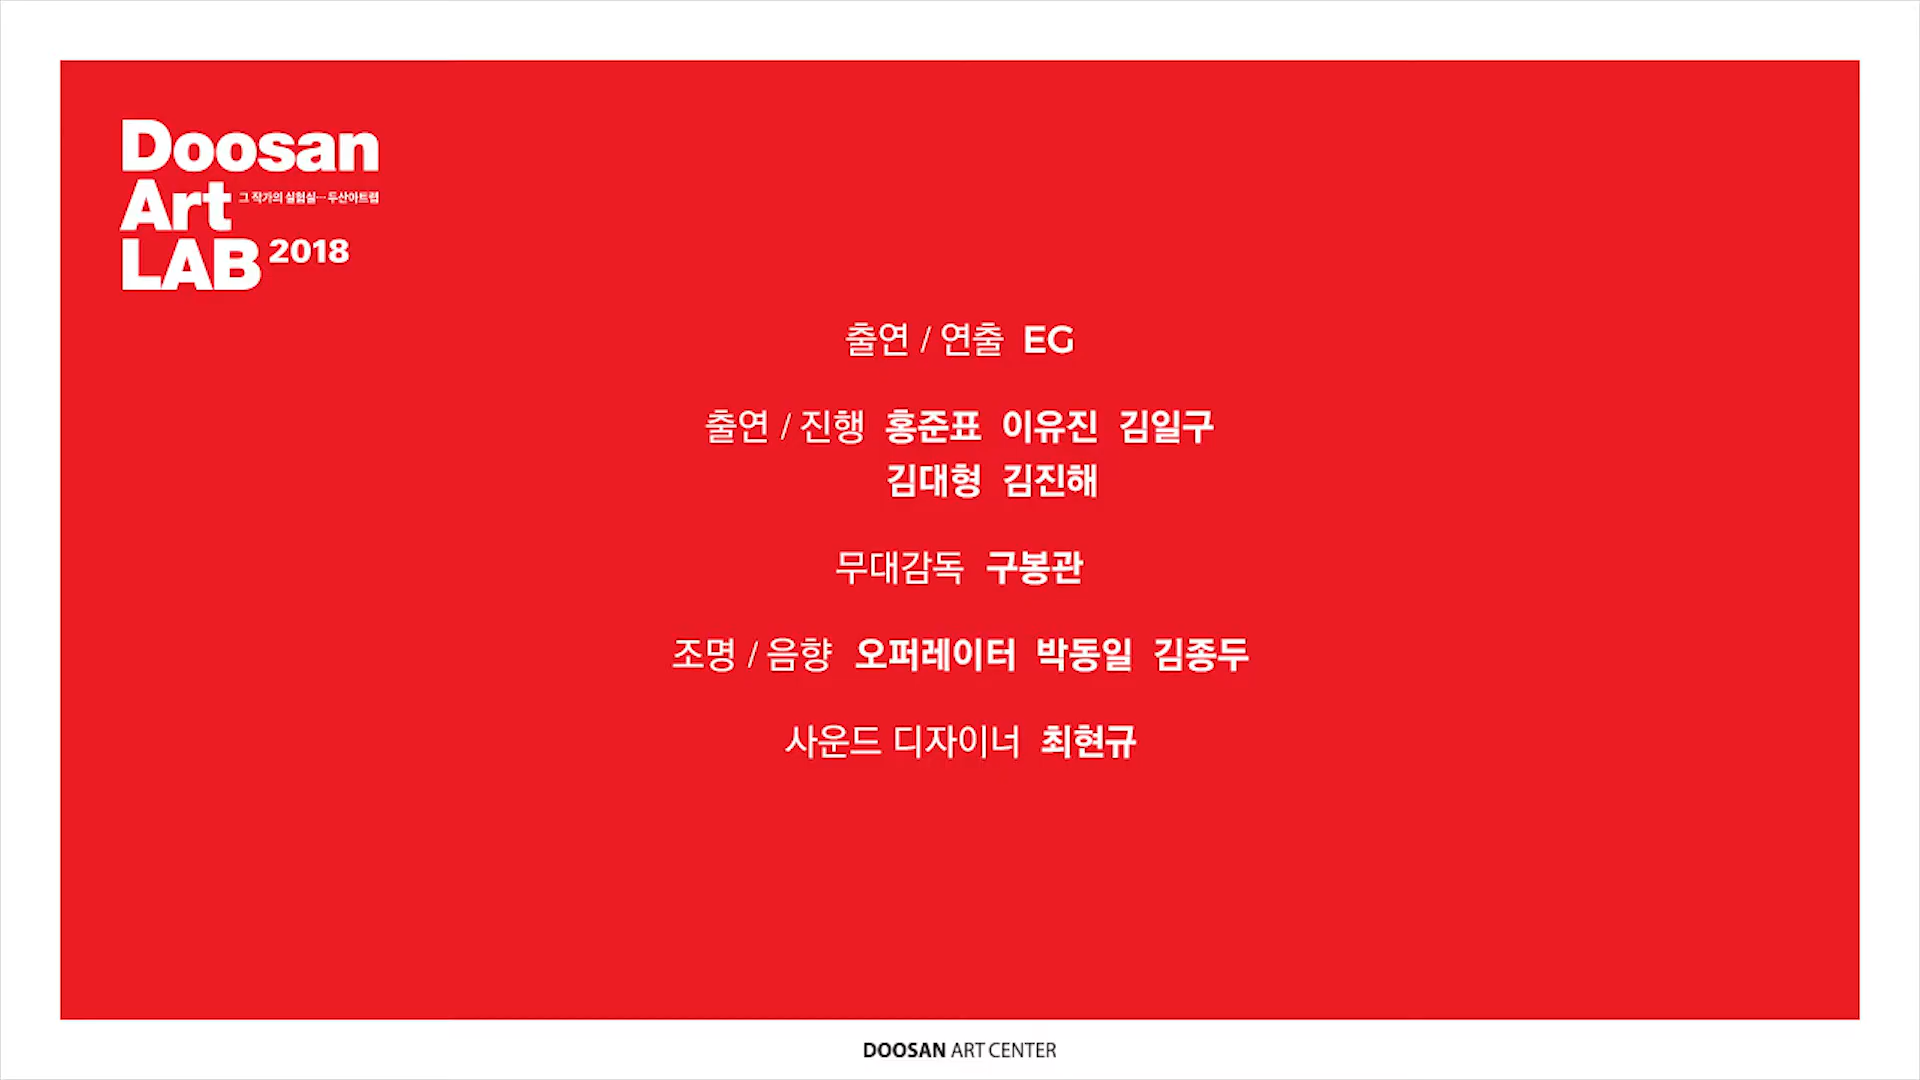 Doosan
Art 그 작가의 실험실… 두산아트랩
LAB 2018
출연 / 연출 EG
출연 / 진행 홍준표 이유진 김일구
김대형 김진해
무대감독 구봉관
조명 / 음향 오퍼레이터 박동일 김종두
사운드 디자이너 최현규
DOOSAN ART CENTER